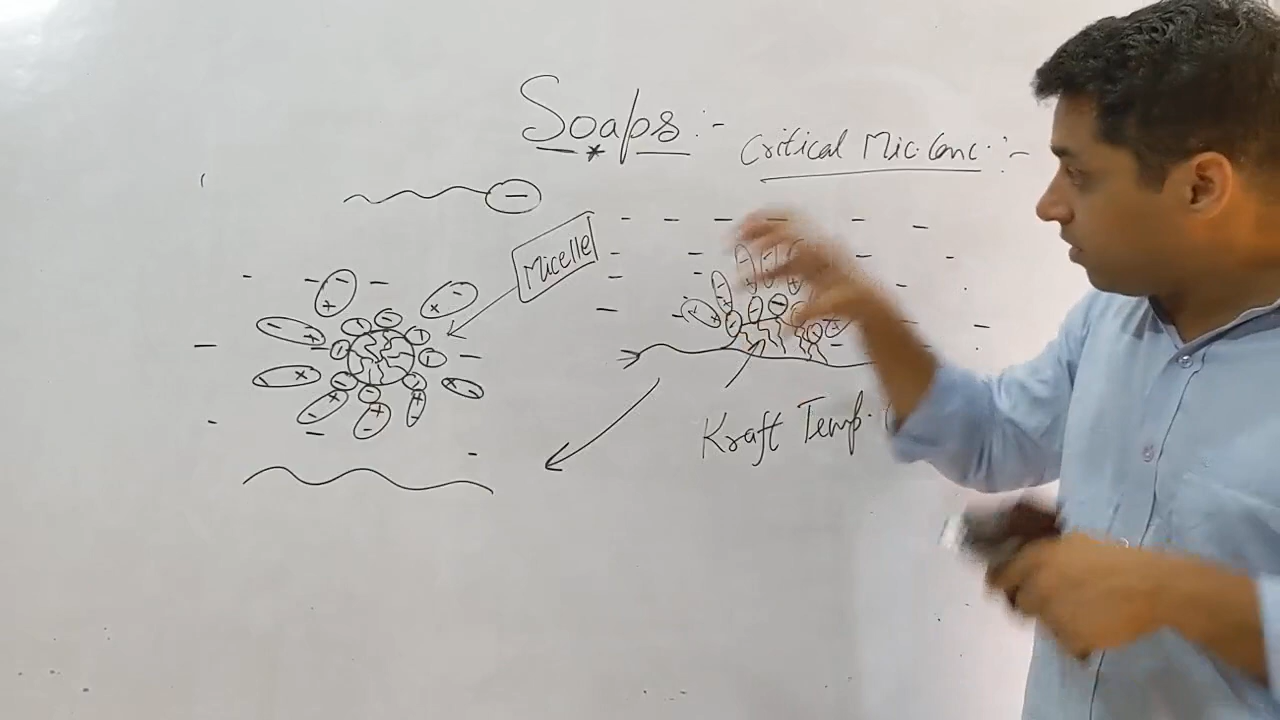 Soaps :-
Critical Mic. Conc. :-
Micelle
Kraft Temp.